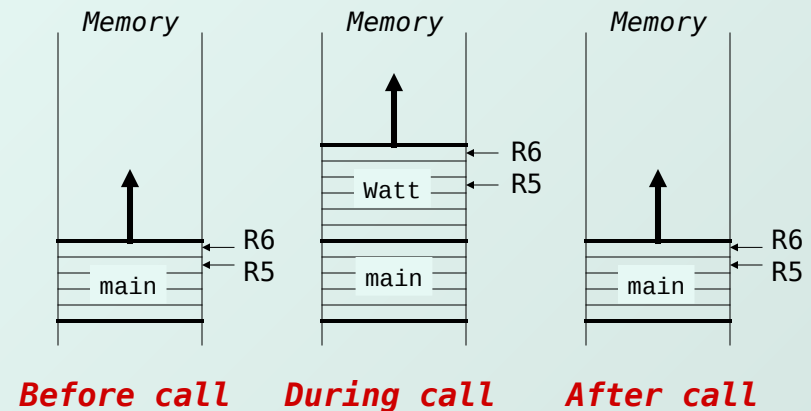 Memory
Memory
Memory
R6
R5
Watt
R6
R5
main
R6
R5
main
main
Before call
During call
After call